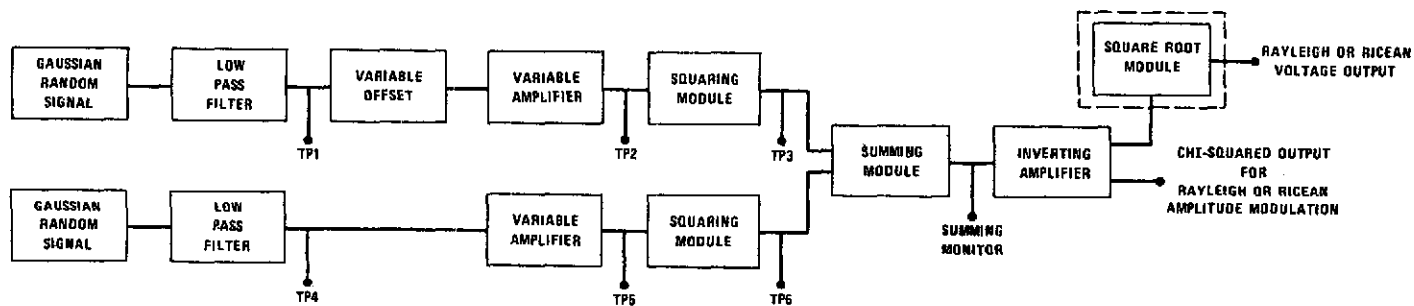 GAUSSIAN
RANDOM
SIGNAL
LOW
PASS
FILTER
TP1
VARIABLE
OFFSET
VARIABLE
AMPLIFIER
TP2
SQUARING
MODULE
TP3
GAUSSIAN
RANDOM
SIGNAL
LOW
PASS
FILTER
TP4
VARIABLE
AMPLIFIER
TP5
SQUARING
MODULE
TP6
SUMMING
MODULE
SUMMING
MONITOR
INVERTING
AMPLIFIER
SQUARE ROOT
MODULE
RAYLEIGH OR RICEAN
VOLTAGE OUTPUT
CHI-SQUARED OUTPUT
FOR
RAYLEIGH OR RICEAN
AMPLITUDE MODULATION